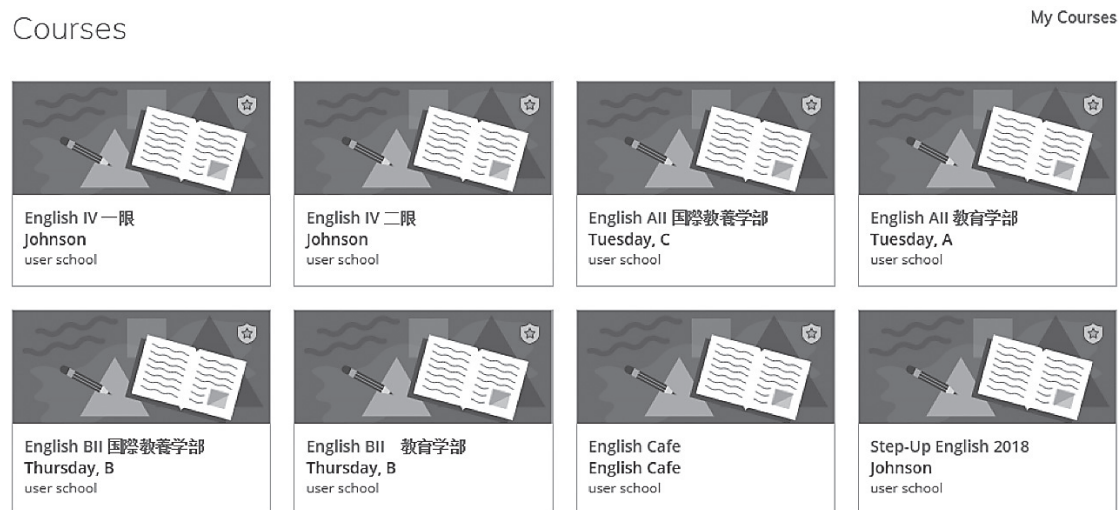 Courses
My Courses
English IV 一限
Johnson
user school
English IV 二限
Johnson
user school
English AII 国際教養学部
Tuesday, C
user school
English AII 教育学部
Tuesday, A
user school
English BII 国際教養学部
Thursday, B
user school
English BII　教育学部
Thursday, B
user school
English Cafe
English Cafe
user school
Step-Up English 2018
Johnson
user school